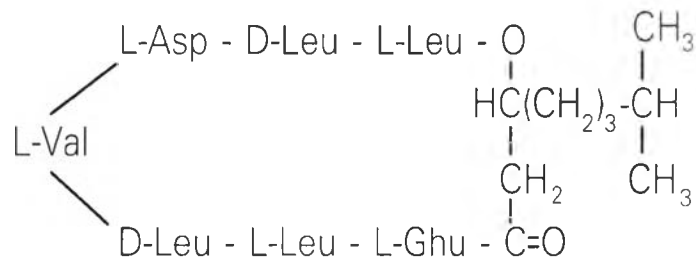 CH₃
L-Asp - D-Leu - L-Leu - O
HC(CH₂)₃-CH
L-Val
CH₂ CH₃
D-Leu - L-Leu - L-Ghu - C=O